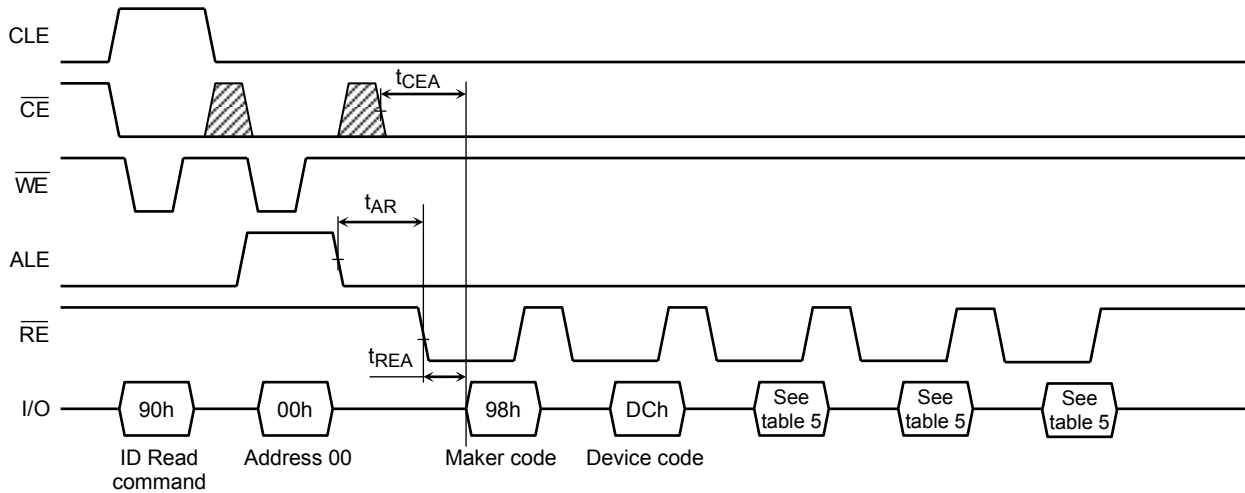 CLE
tCEA
CE
WE
tAR
ALE
RE
tREA
I/O
90h
00h
98h
DCh
See
table 5
See
table 5
See
table 5
ID Read
command
Address 00
Maker code
Device code